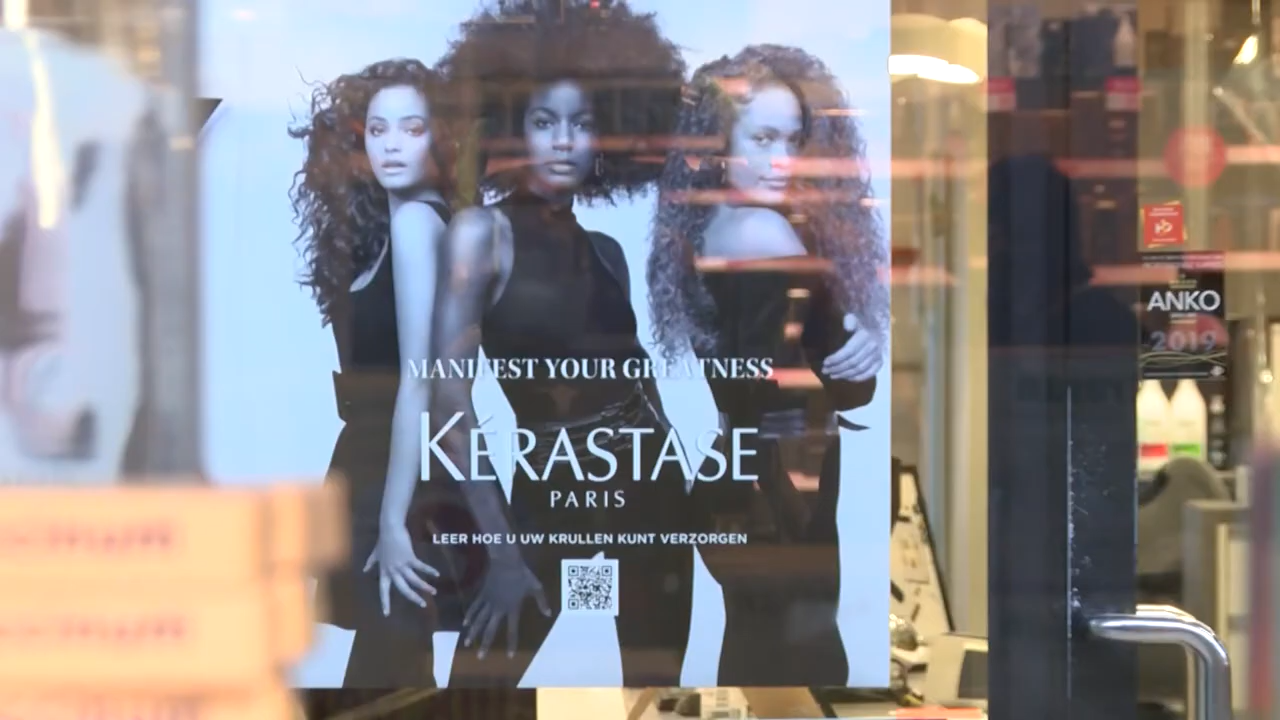 MANIFEST YOUR GREATNESS
KÉRASTASE
PARIS
LEER HOE U UW KRULLEN KUNT VERZORGEN
ANKO
2019